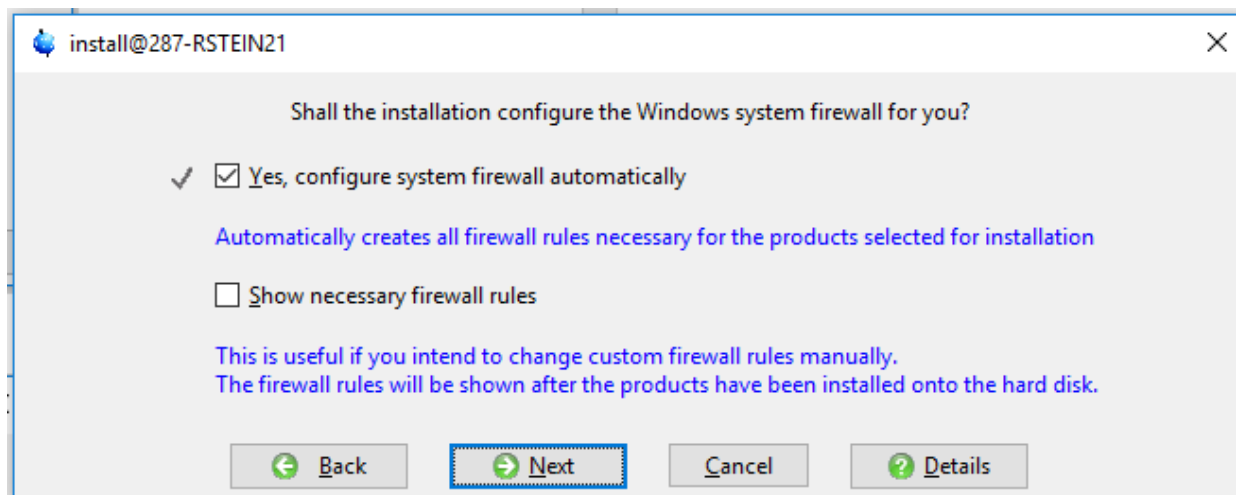 install@287-RSTEIN21
Shall the installation configure the Windows system firewall for you?
Yes, configure system firewall automatically
Automatically creates all firewall rules necessary for the products selected for installation
Show necessary firewall rules
This is useful if you intend to change custom firewall rules manually.
The firewall rules will be shown after the products have been installed onto the hard disk.
Back Next Cancel Details